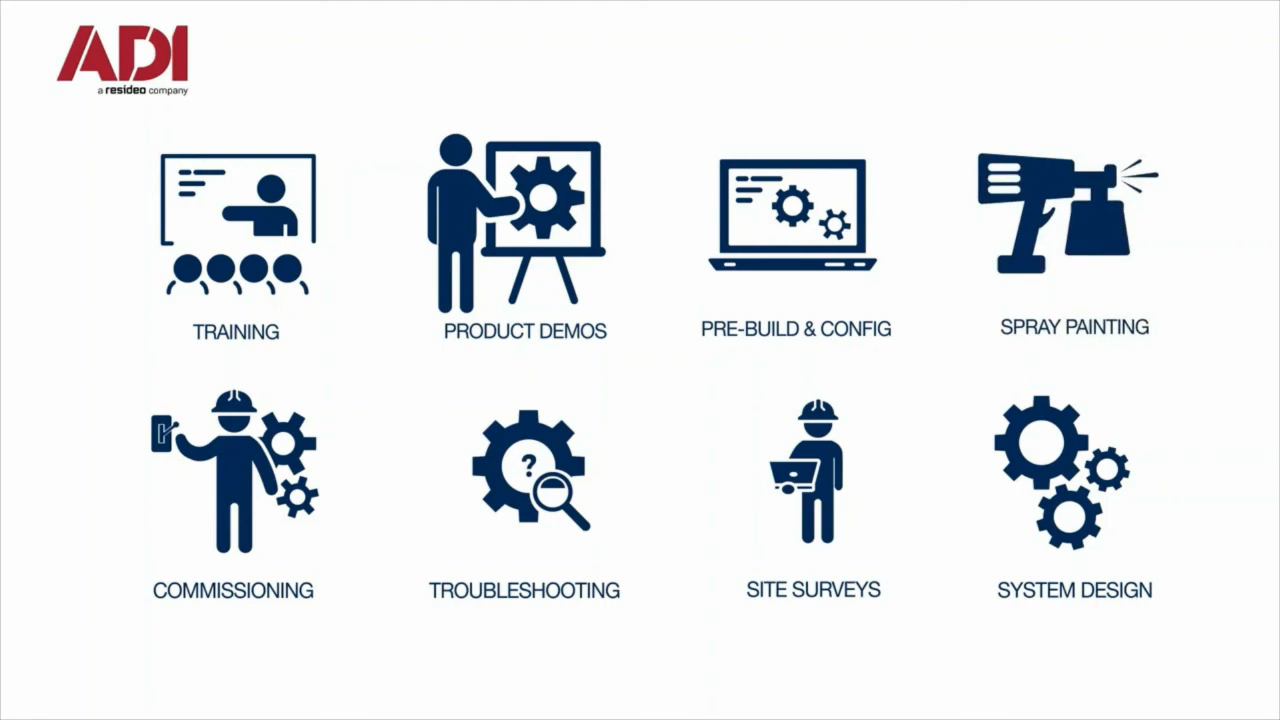 ADI
a resideo company
TRAINING
PRODUCT DEMOS
PRE-BUILD & CONFIG
SPRAY PAINTING
?
COMMISSIONING
TROUBLESHOOTING
SITE SURVEYS
SYSTEM DESIGN